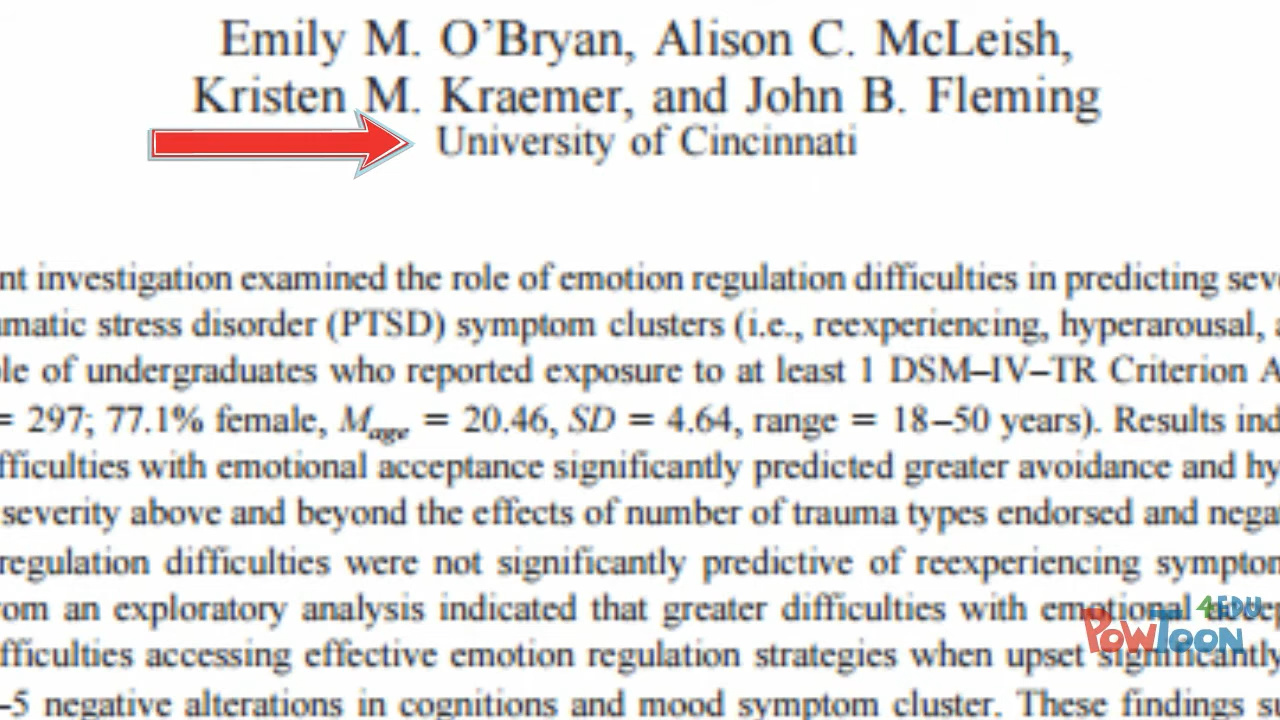 Emily M. O’Bryan, Alison C. McLeish,
Kristen M. Kraemer, and John B. Fleming
University of Cincinnati
nt investigation examined the role of emotion regulation difficulties in predicting seve
umatic stress disorder (PTSD) symptom clusters (i.e., reexperiencing, hyperarousal, a
ole of undergraduates who reported exposure to at least 1 DSM–IV–TR Criterion A
= 297; 77.1% female, Mage = 20.46, SD = 4.64, range = 18–50 years). Results indi
fficulties with emotional acceptance significantly predicted greater avoidance and hy
severity above and beyond the effects of number of trauma types endorsed and nega
regulation difficulties were not significantly predictive of reexperiencing symptom
rom an exploratory analysis indicated that greater difficulties with emotional
fficulties accessing effective emotion regulation strategies when upset significantly
–5 negative alterations in cognitions and mood symptom cluster. These findings su
4EDU
POWTOON